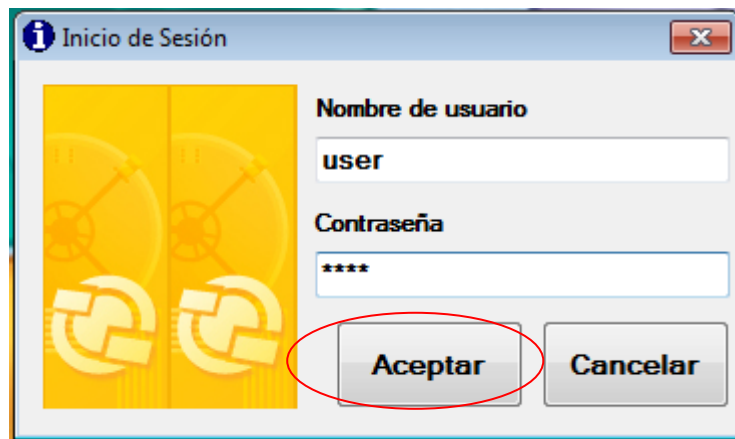 Inicio de Sesión
Nombre de usuario
user
Contraseña
****
Aceptar
Cancelar